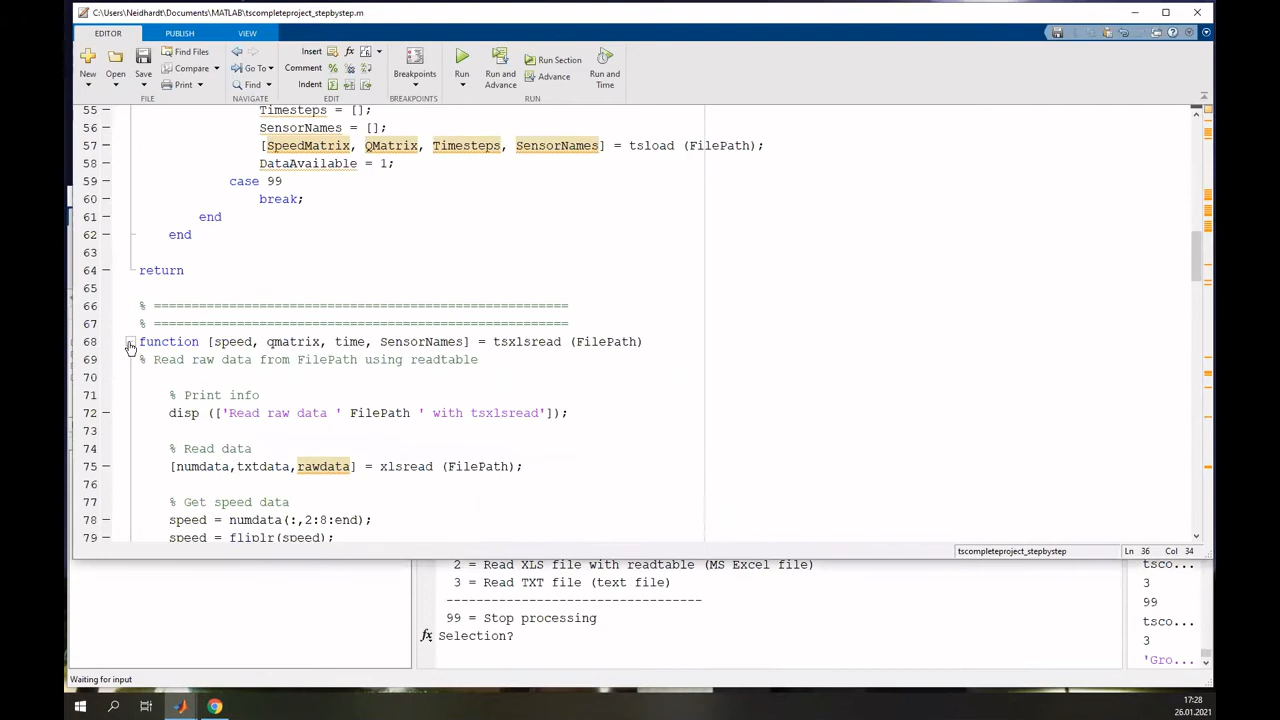 C:\Users\Neidhardt\Documents\MATLAB\tscompleteproject_stepbystep.m
EDITOR PUBLISH VIEW
New Open Save Find Files Compare Print Go To Find Insert Comment Indent Breakpoints Run Run and Advance Run Section Advance Run and Time
FILE NAVIGATE EDIT BREAKPOINTS RUN
55 Timesteps = [];
56 SensorNames = [];
57 [SpeedMatrix, QMatrix, Timesteps, SensorNames] = tsload (FilePath);
58 DataAvailable = 1;
59 case 99
60 break;
61 end
62 end
63
64 return
65
66 % =======================================================
67 % =======================================================
68 function [speed, qmatrix, time, SensorNames] = tsxlsread (FilePath)
69 % Read raw data from FilePath using readtable
70
71 % Print info
72 disp (['Read raw data ' FilePath ' with tsxlsread']);
73
74 % Read data
75 [numdata,txtdata,rawdata] = xlsread (FilePath);
76
77 % Get speed data
78 speed = numdata(:,2:8:end);
79 speed = fliplr(speed);
tscompleteproject_stepbystep Ln 36 Col 34
2 = Read XLS file with readtable (MS Excel file)
3 = Read TXT file (text file)
---------------------------------
99 = Stop processing
fx Selection?
tsco...
3
99
tsco...
3
'Gro...
Waiting for input
17:28
26.01.2021